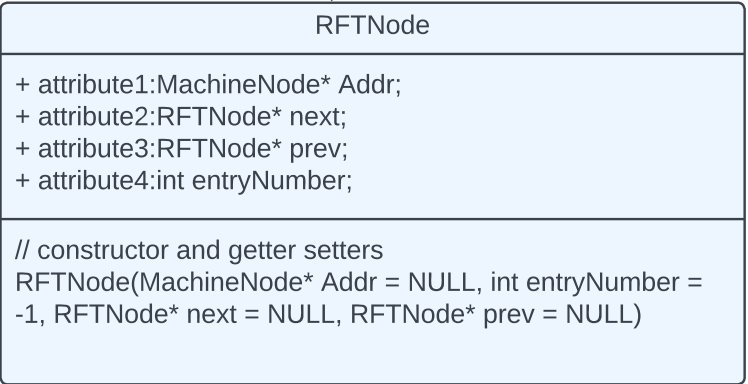 RFTNode
+ attribute1:MachineNode* Addr;
+ attribute2:RFTNode* next;
+ attribute3:RFTNode* prev;
+ attribute4:int entryNumber;
// constructor and getter setters
RFTNode(MachineNode* Addr = NULL, int entryNumber =
-1, RFTNode* next = NULL, RFTNode* prev = NULL)